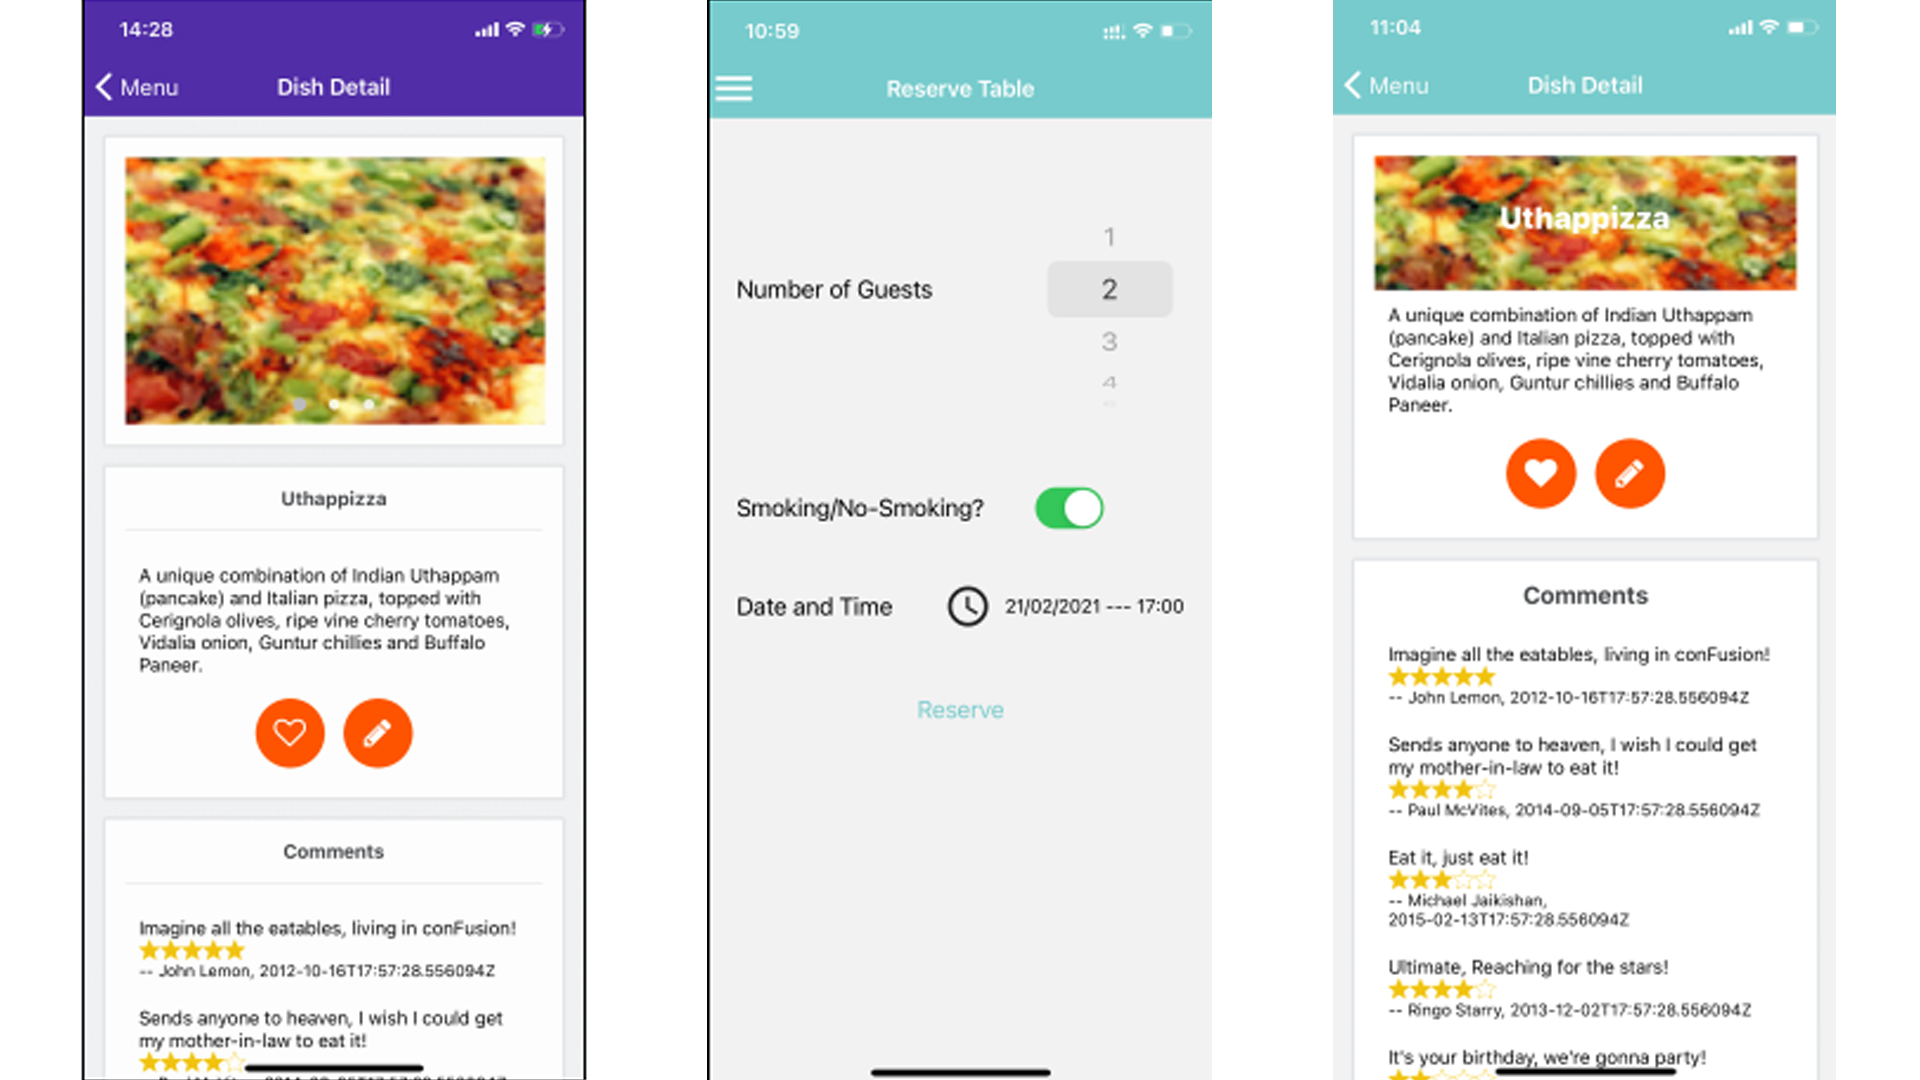 14:28
Menu
Dish Detail
Uthappizza
A unique combination of Indian Uthappam
(pancake) and Italian pizza, topped with
Cerignola olives, ripe vine cherry tomatoes,
Vidalia onion, Guntur chillies and Buffalo
Paneer.
Comments
Imagine all the eatables, living in conFusion!
-- John Lemon, 2012-10-16T17:57:28.556094Z
Sends anyone to heaven, I wish I could get
my mother-in-law to eat it!
10:59
Reserve Table
1
Number of Guests
2
3
4
Smoking/No-Smoking?
Date and Time
21/02/2021 --- 17:00
Reserve
11:04
Menu
Dish Detail
Uthappizza
A unique combination of Indian Uthappam
(pancake) and Italian pizza, topped with
Cerignola olives, ripe vine cherry tomatoes,
Vidalia onion, Guntur chillies and Buffalo
Paneer.
Comments
Imagine all the eatables, living in conFusion!
-- John Lemon, 2012-10-16T17:57:28.556094Z
Sends anyone to heaven, I wish I could get
my mother-in-law to eat it!
-- Paul McVites, 2014-09-05T17:57:28.556094Z
Eat it, just eat it!
-- Michael Jaikishan,
2015-02-13T17:57:28.556094Z
Ultimate, Reaching for the stars!
-- Ringo Starry, 2013-12-02T17:57:28.556094Z
It's your birthday, we're gonna party!